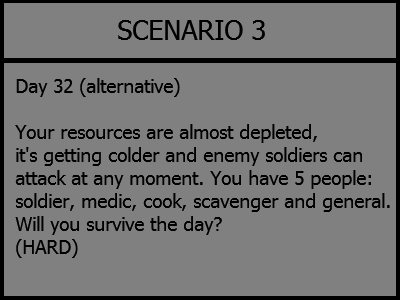 SCENARIO 3
Day 32 (alternative)
Your resources are almost depleted,
it's getting colder and enemy soldiers can
attack at any moment. You have 5 people:
soldier, medic, cook, scavenger and general.
Will you survive the day?
(HARD)